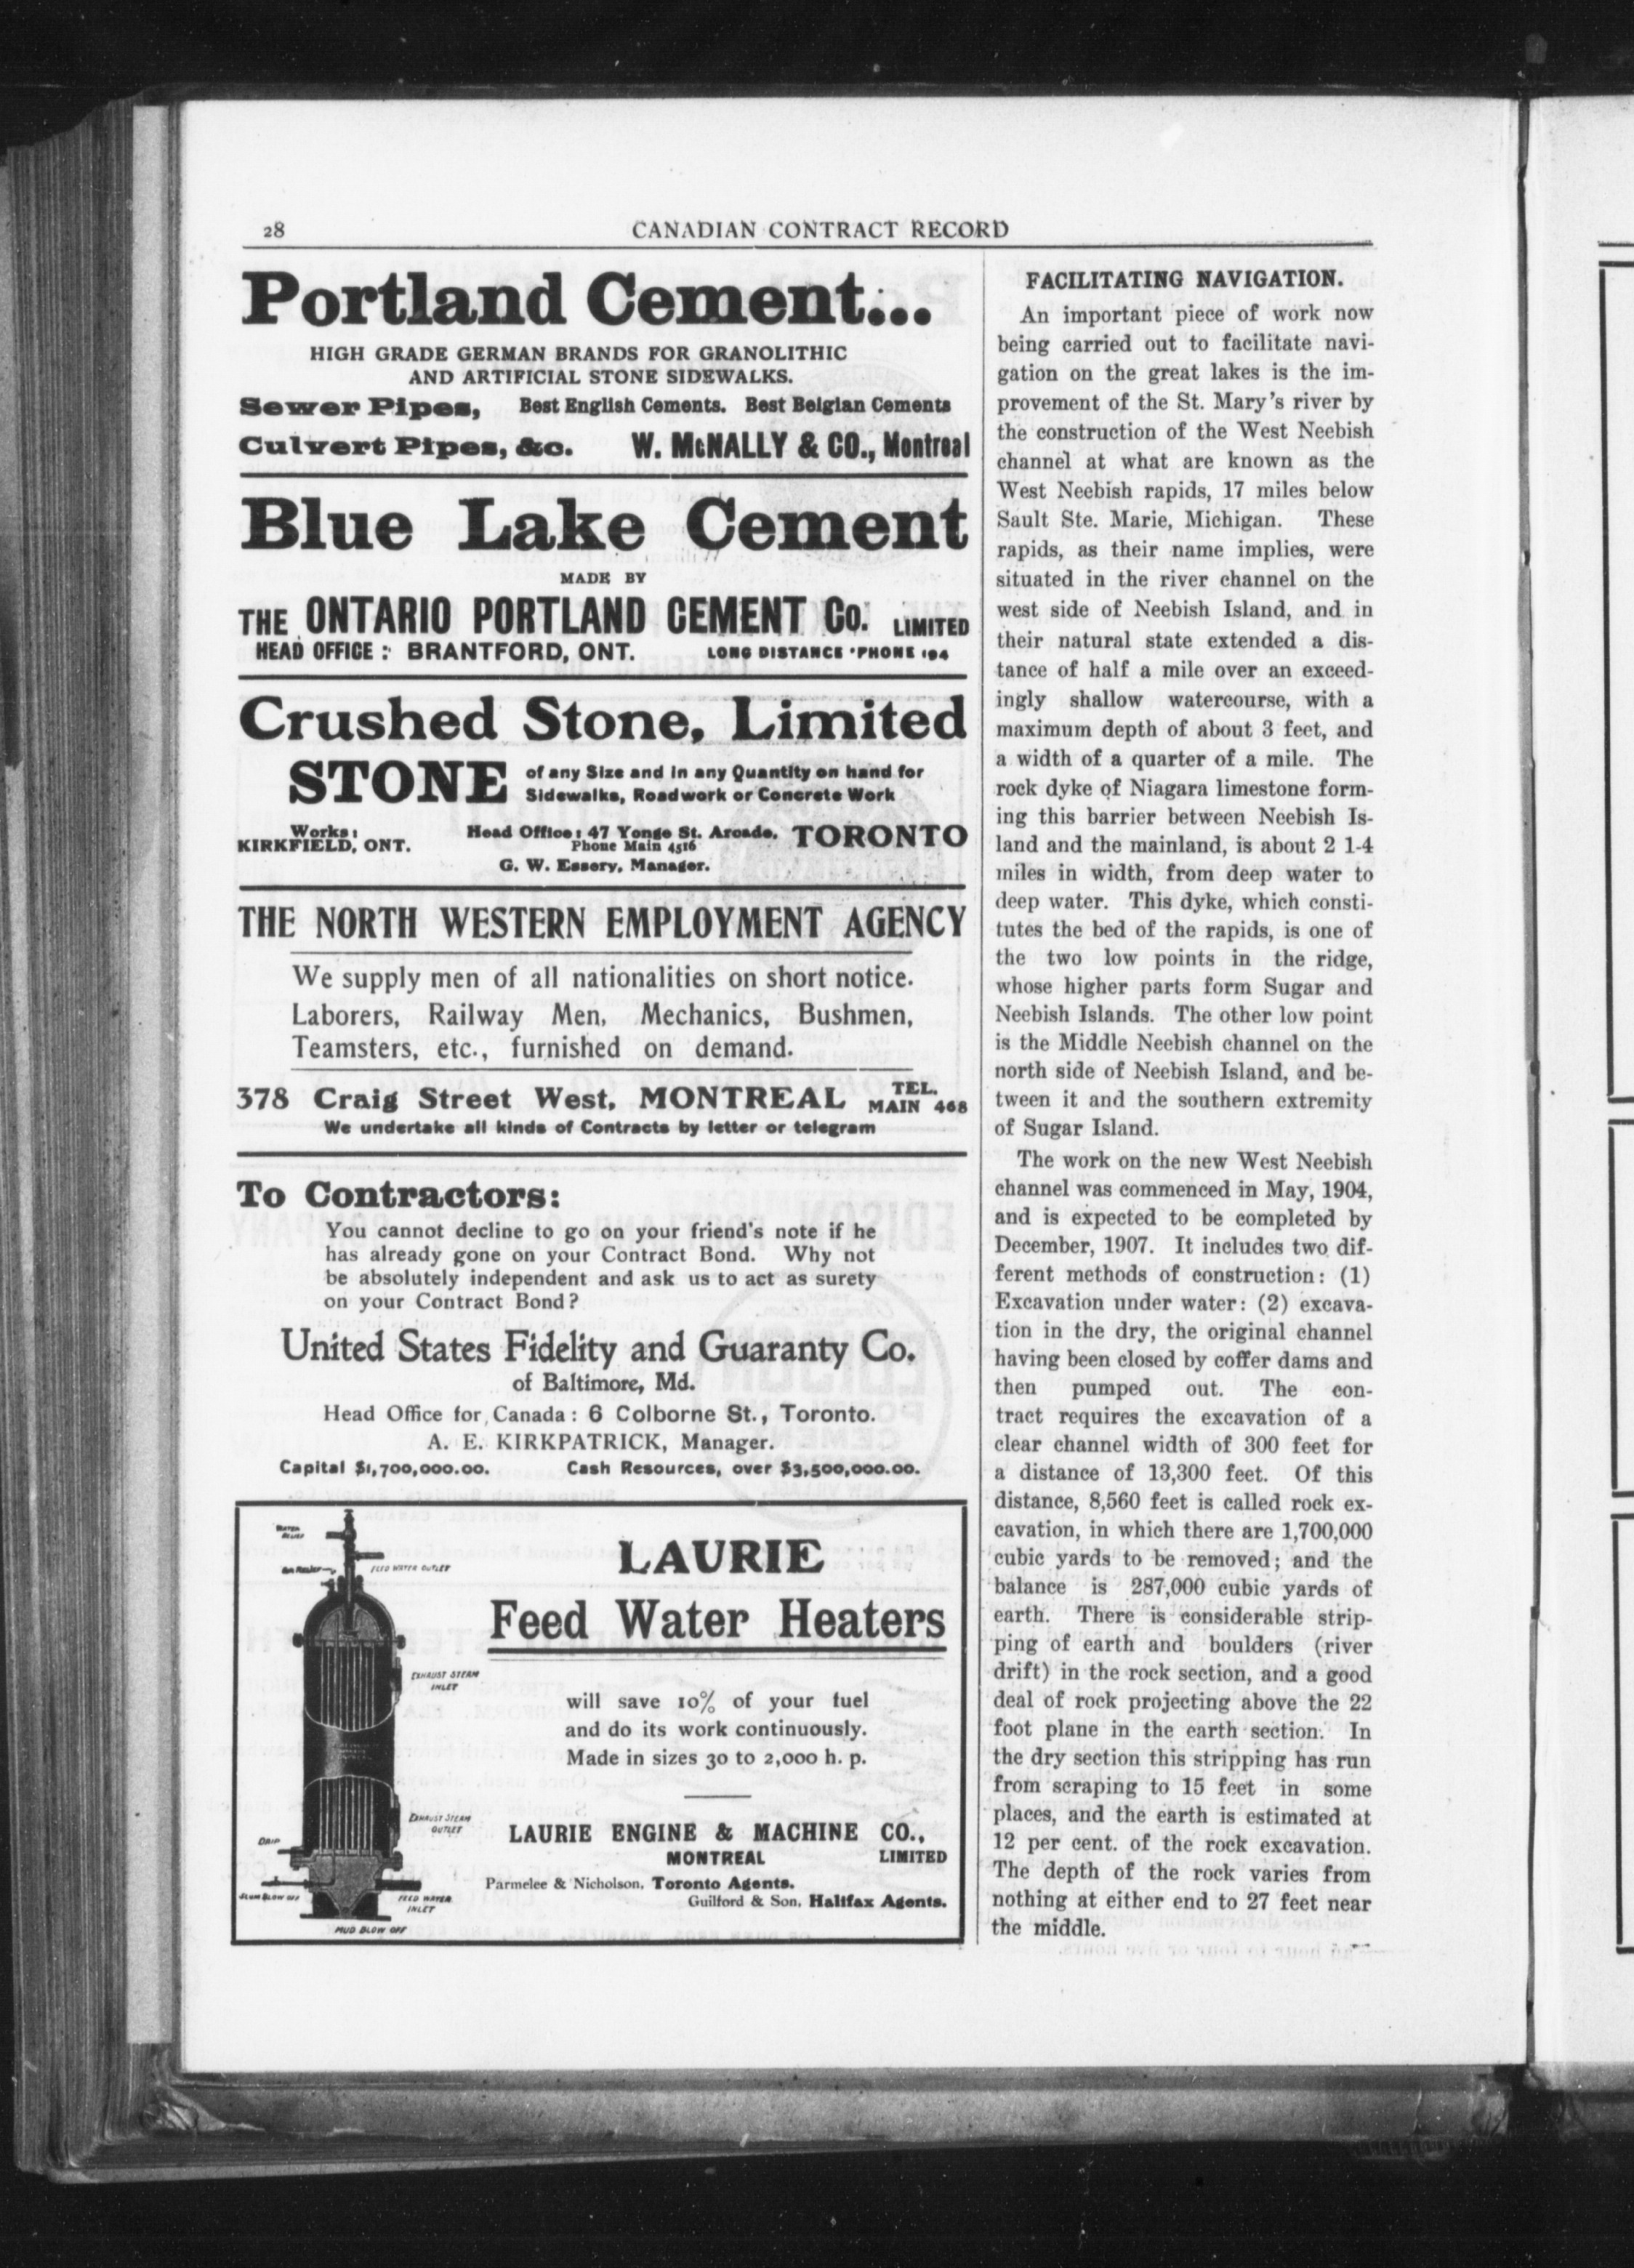 28
CANADIAN CONTRACT RECORD
Portland Cement...
HIGH GRADE GERMAN BRANDS FOR GRANOLITHIC
AND ARTIFICIAL STONE SIDEWALKS.
Sewer Pipes, Best English Cements. Best Belgian Cements
Culvert Pipes, &c. W. McNALLY & CO., Montreal
Blue Lake Cement
MADE BY
THE ONTARIO PORTLAND CEMENT Co. LIMITED
HEAD OFFICE: BRANTFORD, ONT. LONG DISTANCE 'PHONE 194
Crushed Stone, Limited
STONE of any Size and in any Quantity on hand for
Sidewalks, Roadwork or Concrete Work
Works:
KIRKFIELD, ONT.
Head Office: 47 Yonge St. Arcade, TORONTO
Phone Main 4516
G. W. Essery, Manager.
THE NORTH WESTERN EMPLOYMENT AGENCY
We supply men of all nationalities on short notice.
Laborers, Railway Men, Mechanics, Bushmen,
Teamsters, etc., furnished on demand.
378 Craig Street West, MONTREAL TEL.
MAIN 468
We undertake all kinds of Contracts by letter or telegram
To Contractors:
You cannot decline to go on your friend's note if he
has already gone on your Contract Bond. Why not
be absolutely independent and ask us to act as surety
on your Contract Bond?
United States Fidelity and Guaranty Co.
of Baltimore, Md.
Head Office for Canada: 6 Colborne St., Toronto.
A. E. KIRKPATRICK, Manager.
Capital $1,700,000.00. Cash Resources, over $3,500,000.00.
WATER
RELIEF
FEED WATER OUTLET
EXHAUST STEAM
INLET
EXHAUST STEAM
OUTLET
DRIP
FEED WATER
INLET
MUD BLOW OFF
LAURIE
Feed Water Heaters
will save 10% of your fuel
and do its work continuously.
Made in sizes 30 to 2,000 h. p.
LAURIE ENGINE & MACHINE CO.,
MONTREAL LIMITED
Parmelee & Nicholson, Toronto Agents.
Guilford & Son, Halifax Agents.
FACILITATING NAVIGATION.
An important piece of work now
being carried out to facilitate navi-
gation on the great lakes is the im-
provement of the St. Mary's river by
the construction of the West Neebish
channel at what are known as the
West Neebish rapids, 17 miles below
Sault Ste. Marie, Michigan. These
rapids, as their name implies, were
situated in the river channel on the
west side of Neebish Island, and in
their natural state extended a dis-
tance of half a mile over an exceed-
ingly shallow watercourse, with a
maximum depth of about 3 feet, and
a width of a quarter of a mile. The
rock dyke of Niagara limestone form-
ing this barrier between Neebish Is-
land and the mainland, is about 2 1-4
miles in width, from deep water to
deep water. This dyke, which consti-
tutes the bed of the rapids, is one of
the two low points in the ridge,
whose higher parts form Sugar and
Neebish Islands. The other low point
is the Middle Neebish channel on the
north side of Neebish Island, and be-
tween it and the southern extremity
of Sugar Island.
The work on the new West Neebish
channel was commenced in May, 1904,
and is expected to be completed by
December, 1907. It includes two dif-
ferent methods of construction: (1)
Excavation under water: (2) excava-
tion in the dry, the original channel
having been closed by coffer dams and
then pumped out. The con-
tract requires the excavation of a
clear channel width of 300 feet for
a distance of 13,300 feet. Of this
distance, 8,560 feet is called rock ex-
cavation, in which there are 1,700,000
cubic yards to be removed; and the
balance is 287,000 cubic yards of
earth. There is considerable strip-
ping of earth and boulders (river
drift) in the rock section, and a good
deal of rock projecting above the 22
foot plane in the earth section. In
the dry section this stripping has run
from scraping to 15 feet in some
places, and the earth is estimated at
12 per cent. of the rock excavation.
The depth of the rock varies from
nothing at either end to 27 feet near
the middle.